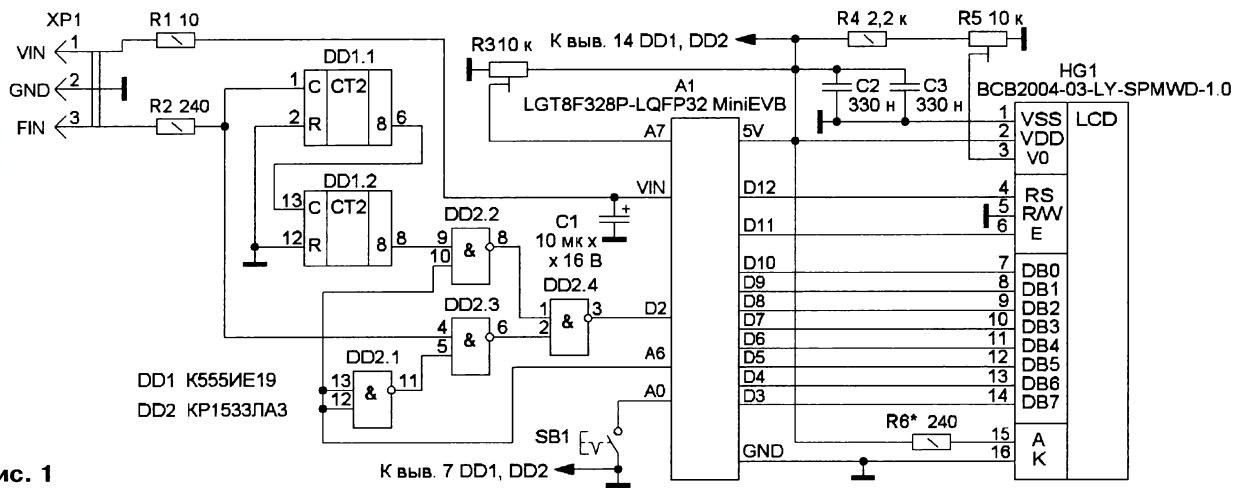 XP1
VIN 1
GND 2
FIN 3
R1 10
R2 240
DD1.1
1 C CT2
2 R 8 6
DD1.2
13 C CT2
12 R 8 8
DD2.2
9 & 8
10
DD2.3
4 & 6
5
DD2.4
1 & 3
2
DD2.1
13 & 11
12
DD1 К555ИЕ19
DD2 КР1533ЛА3
К выв. 14 DD1, DD2
R3 10 к
R4 2,2 к
R5 10 к
C2
330 н
C3
330 н
C1
10 мк х
х 16 В
+
A1
LGT8F328P-LQFP32 MiniEVB
A7
VIN
D2
A6
A0
5V
D12
D11
D10
D9
D8
D7
D6
D5
D4
D3
GND
SB1
К выв. 7 DD1, DD2
R6* 240
HG1
BCB2004-03-LY-SPMWD-1.0
LCD
1 VSS
2 VDD
3 V0
4 RS
5 R/W
6 E
7 DB0
8 DB1
9 DB2
10 DB3
11 DB4
12 DB5
13 DB6
14 DB7
15 A
16 K
ис. 1